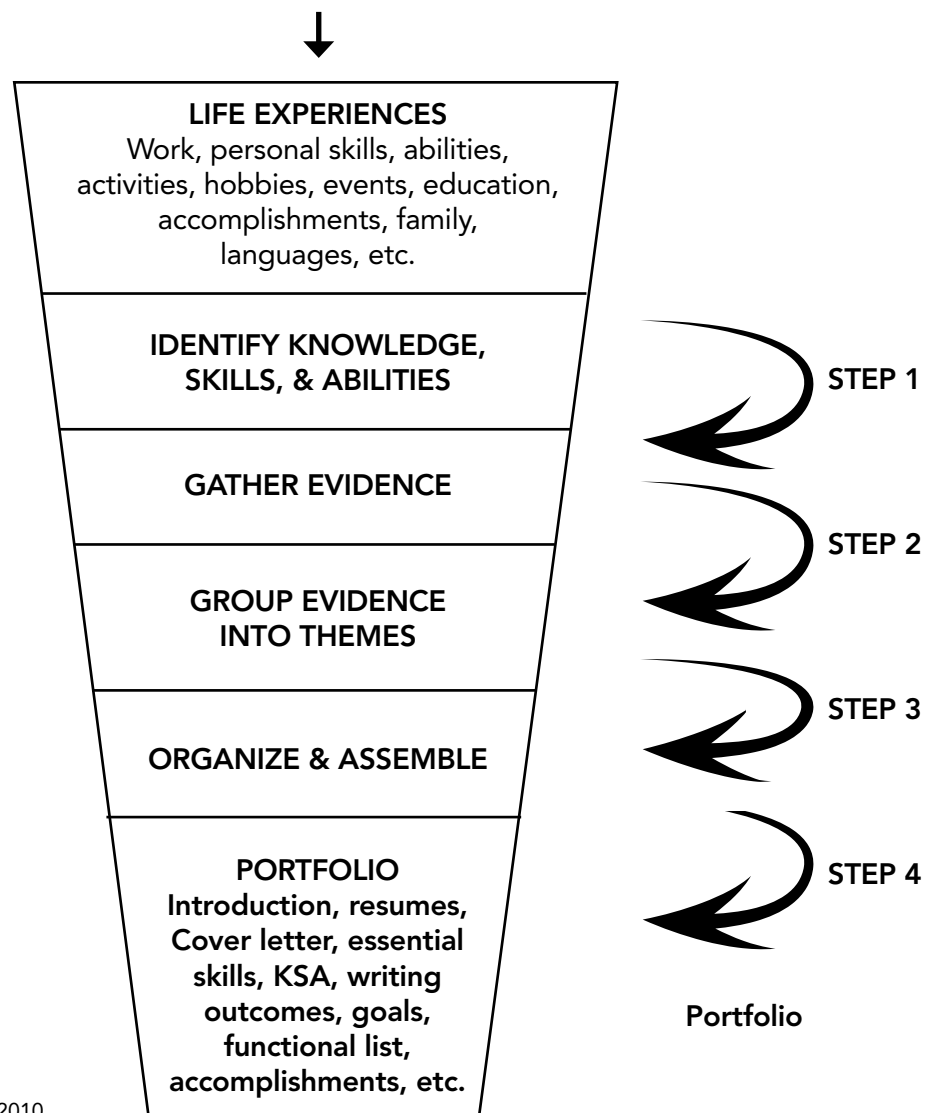 LIFE EXPERIENCES
Work, personal skills, abilities,
activities, hobbies, events, education,
accomplishments, family,
languages, etc.
IDENTIFY KNOWLEDGE,
SKILLS, & ABILITIES
STEP 1
GATHER EVIDENCE
STEP 2
GROUP EVIDENCE
INTO THEMES
STEP 3
ORGANIZE & ASSEMBLE
STEP 4
PORTFOLIO
Introduction, resumes,
Cover letter, essential
skills, KSA, writing
outcomes, goals,
functional list,
accomplishments, etc.
Portfolio
2010